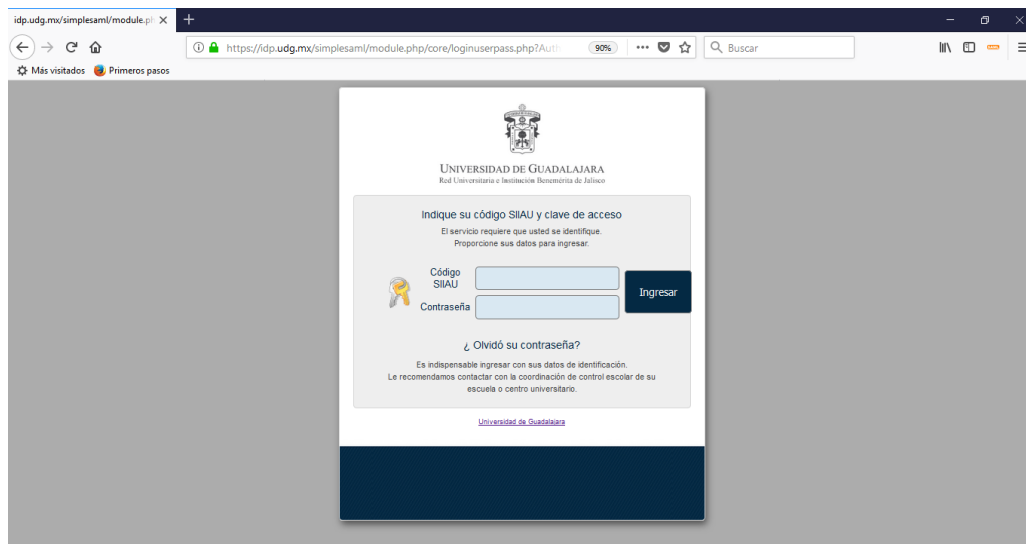 idp.udg.mx/simplesaml/module.ph
https://idp.udg.mx/simplesaml/module.php/core/loginuserpass.php?Auth
90%
Buscar
Más visitados
Primeros pasos
UNIVERSIDAD DE GUADALAJARA
Red Universitaria e Institución Benemérita de Jalisco
Indique su código SIIAU y clave de acceso
El servicio requiere que usted se identifique.
Proporcione sus datos para ingresar.
Código
SIIAU
Ingresar
Contraseña
¿ Olvidó su contraseña?
Es indispensable ingresar con sus datos de identificación.
Le recomendamos contactar con la coordinación de control escolar de su
escuela o centro universitario.
Universidad de Guadalajara